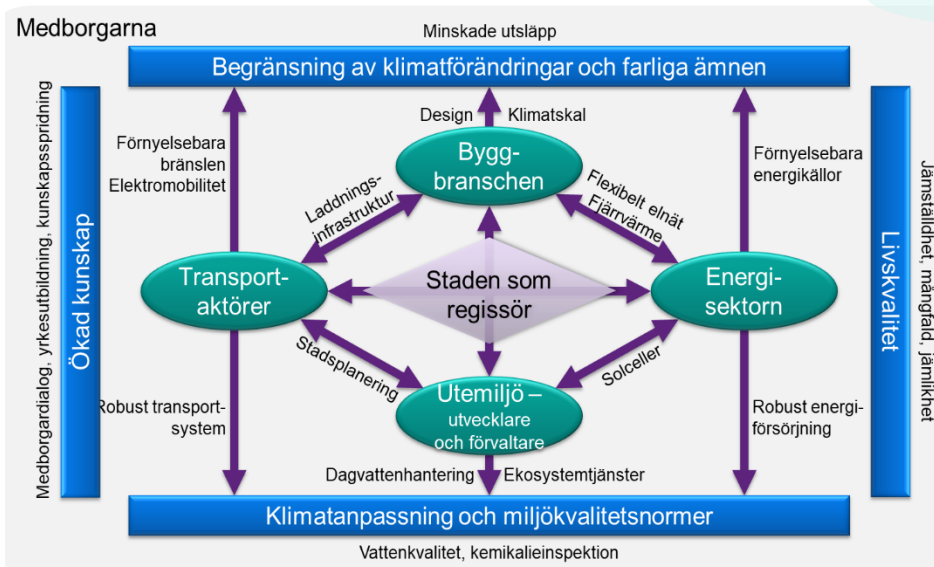 Medborgarna
Minskade utsläpp
Begränsning av klimatförändringar och farliga ämnen
Design
Klimatskal
Förnyelsebara
bränslen
Elektromobilitet
Bygg-
branschen
Förnyelsebara
energikällor
Laddnings-
infrastruktur
Flexibelt elnät
Fjärrvärme
Medborgardialog, yrkesutbildning, kunskapsspridning
Ökad kunskap
Transport-
aktörer
Staden som
regissör
Energi-
sektorn
Livskvalitet
Jämställdhet, mångfald, jämlikhet
Stadsplanering
Solceller
Robust transport-
system
Utemiljö –
utvecklare
och förvaltare
Robust energi-
försörjning
Dagvattenhantering
Ekosystemtjänster
Klimatanpassning och miljökvalitetsnormer
Vattenkvalitet, kemikalieinspektion